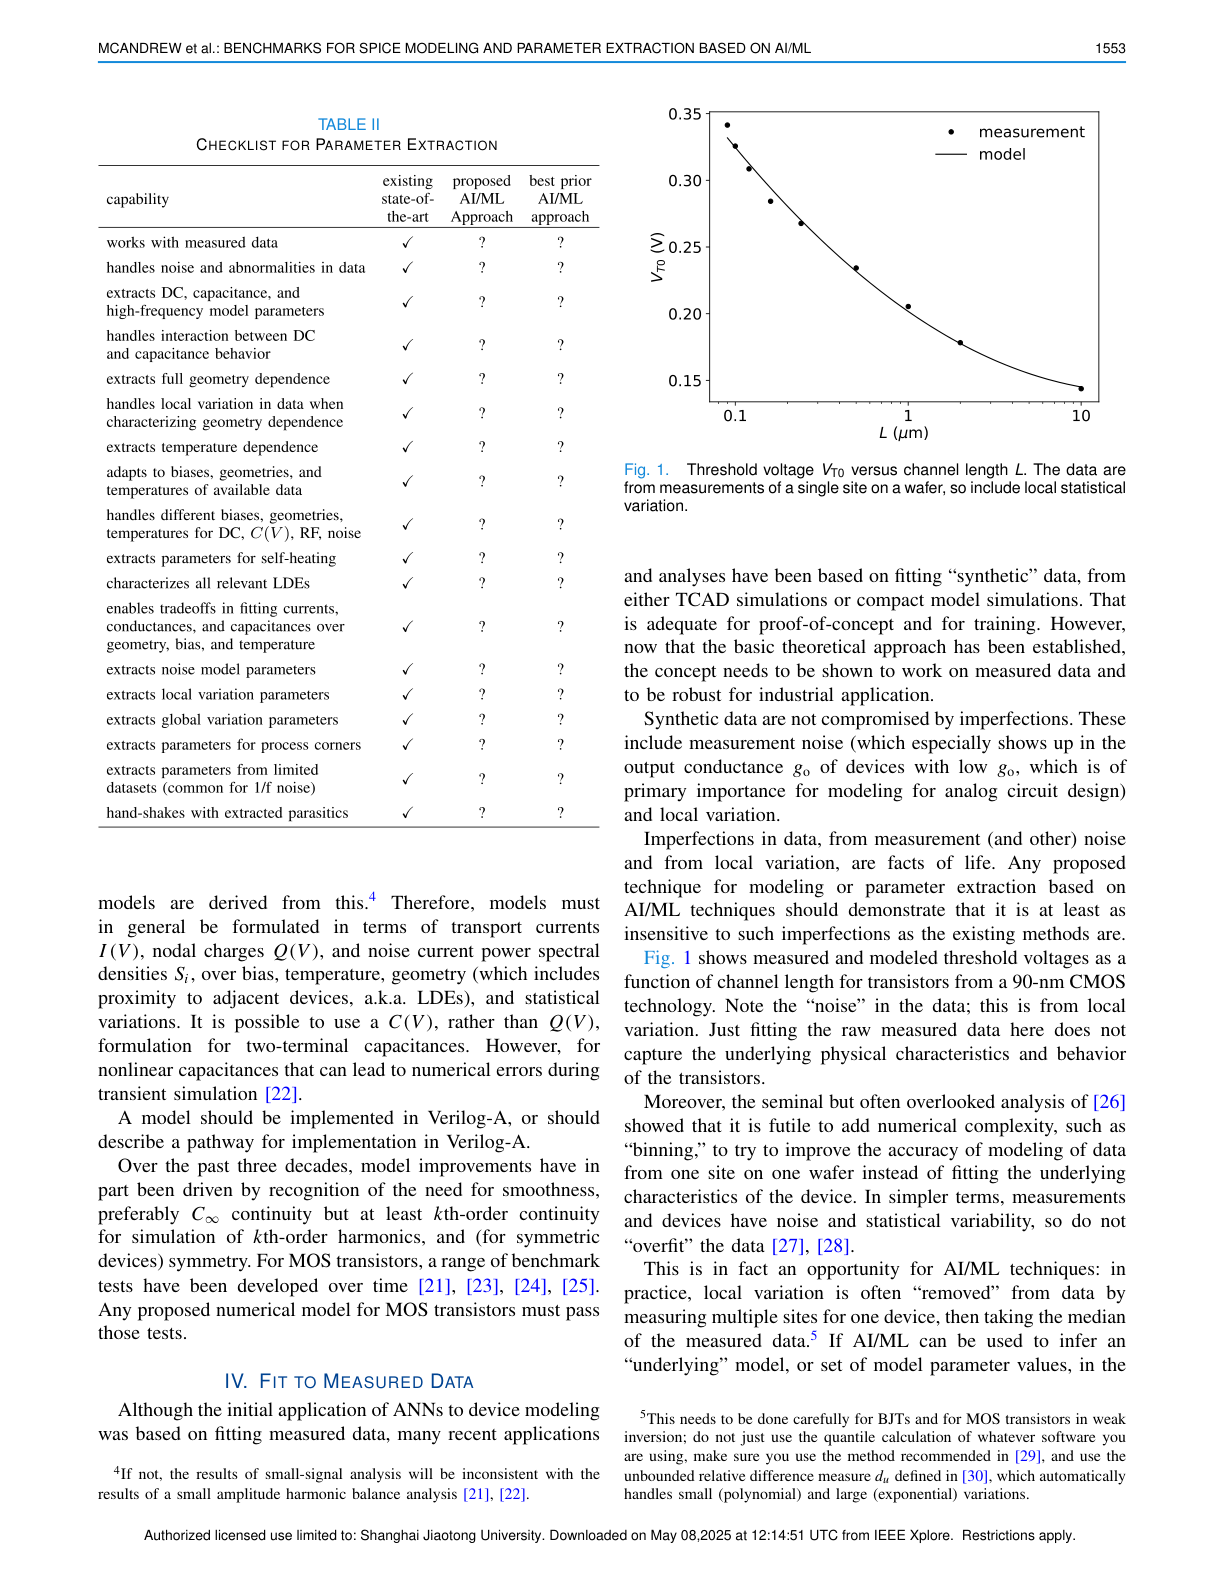 MCANDREW et al.: BENCHMARKS FOR SPICE MODELING AND PARAMETER EXTRACTION BASED ON AI/ML 1553
TABLE II
CHECKLIST FOR PARAMETER EXTRACTION
capability existing state-of-the-art proposed AI/ML Approach best prior AI/ML approach
works with measured data ✓ ? ?
handles noise and abnormalities in data ✓ ? ?
extracts DC, capacitance, and
high-frequency model parameters ✓ ? ?
handles interaction between DC
and capacitance behavior ✓ ? ?
extracts full geometry dependence ✓ ? ?
handles local variation in data when
characterizing geometry dependence ✓ ? ?
extracts temperature dependence ✓ ? ?
adapts to biases, geometries, and
temperatures of available data ✓ ? ?
handles different biases, geometries,
temperatures for DC, C(V), RF, noise ✓ ? ?
extracts parameters for self-heating ✓ ? ?
characterizes all relevant LDEs ✓ ? ?
enables tradeoffs in fitting currents,
conductances, and capacitances over
geometry, bias, and temperature ✓ ? ?
extracts noise model parameters ✓ ? ?
extracts local variation parameters ✓ ? ?
extracts global variation parameters ✓ ? ?
extracts parameters for process corners ✓ ? ?
extracts parameters from limited
datasets (common for 1/f noise) ✓ ? ?
hand-shakes with extracted parasitics ✓ ? ?
models are derived from this.4 Therefore, models must
in general be formulated in terms of transport currents
I(V), nodal charges Q(V), and noise current power spectral
densities Si, over bias, temperature, geometry (which includes
proximity to adjacent devices, a.k.a. LDEs), and statistical
variations. It is possible to use a C(V), rather than Q(V),
formulation for two-terminal capacitances. However, for
nonlinear capacitances that can lead to numerical errors during
transient simulation [22].
A model should be implemented in Verilog-A, or should
describe a pathway for implementation in Verilog-A.
Over the past three decades, model improvements have in
part been driven by recognition of the need for smoothness,
preferably C∞ continuity but at least kth-order continuity
for simulation of kth-order harmonics, and (for symmetric
devices) symmetry. For MOS transistors, a range of benchmark
tests have been developed over time [21], [23], [24], [25].
Any proposed numerical model for MOS transistors must pass
those tests.
IV. FIT TO MEASURED DATA
Although the initial application of ANNs to device modeling
was based on fitting measured data, many recent applications
4If not, the results of small-signal analysis will be inconsistent with the
results of a small amplitude harmonic balance analysis [21], [22].
0.35
0.30
0.25
0.20
0.15
VT0 (V)
measurement
model
0.1 1 10
L (μm)
Fig. 1. Threshold voltage VT0 versus channel length L. The data are
from measurements of a single site on a wafer, so include local statistical
variation.
and analyses have been based on fitting “synthetic” data, from
either TCAD simulations or compact model simulations. That
is adequate for proof-of-concept and for training. However,
now that the basic theoretical approach has been established,
the concept needs to be shown to work on measured data and
to be robust for industrial application.
Synthetic data are not compromised by imperfections. These
include measurement noise (which especially shows up in the
output conductance go of devices with low go, which is of
primary importance for modeling for analog circuit design)
and local variation.
Imperfections in data, from measurement (and other) noise
and from local variation, are facts of life. Any proposed
technique for modeling or parameter extraction based on
AI/ML techniques should demonstrate that it is at least as
insensitive to such imperfections as the existing methods are.
Fig. 1 shows measured and modeled threshold voltages as a
function of channel length for transistors from a 90-nm CMOS
technology. Note the “noise” in the data; this is from local
variation. Just fitting the raw measured data here does not
capture the underlying physical characteristics and behavior
of the transistors.
Moreover, the seminal but often overlooked analysis of [26]
showed that it is futile to add numerical complexity, such as
“binning,” to try to improve the accuracy of modeling of data
from one site on one wafer instead of fitting the underlying
characteristics of the device. In simpler terms, measurements
and devices have noise and statistical variability, so do not
“overfit” the data [27], [28].
This is in fact an opportunity for AI/ML techniques: in
practice, local variation is often “removed” from data by
measuring multiple sites for one device, then taking the median
of the measured data.5 If AI/ML can be used to infer an
“underlying” model, or set of model parameter values, in the
5This needs to be done carefully for BJTs and for MOS transistors in weak
inversion; do not just use the quantile calculation of whatever software you
are using, make sure you use the method recommended in [29], and use the
unbounded relative difference measure du defined in [30], which automatically
handles small (polynomial) and large (exponential) variations.
Authorized licensed use limited to: Shanghai Jiaotong University. Downloaded on May 08,2025 at 12:14:51 UTC from IEEE Xplore. Restrictions apply.